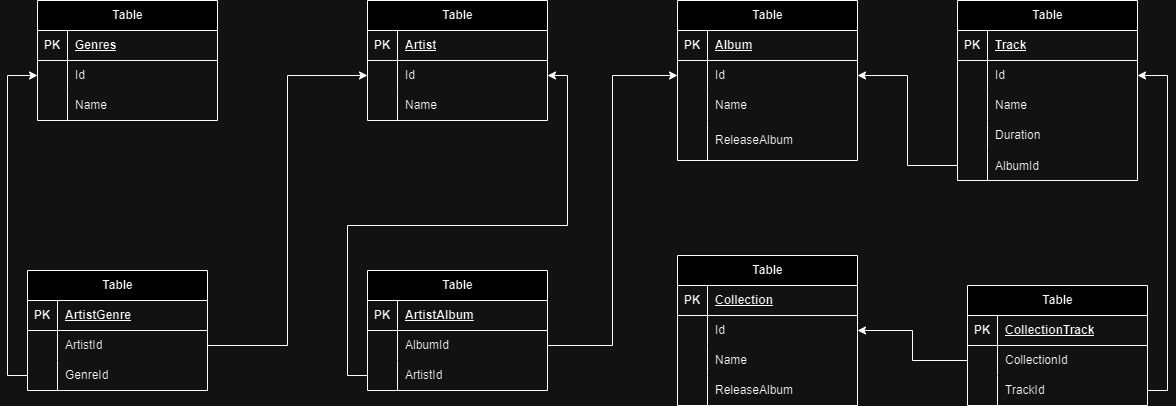 Table
PK Genres
Id
Name
Table
PK Artist
Id
Name
Table
PK Album
Id
Name
ReleaseAlbum
Table
PK Track
Id
Name
Duration
AlbumId
Table
PK ArtistGenre
ArtistId
GenreId
Table
PK ArtistAlbum
AlbumId
ArtistId
Table
PK Collection
Id
Name
ReleaseAlbum
Table
PK CollectionTrack
CollectionId
TrackId